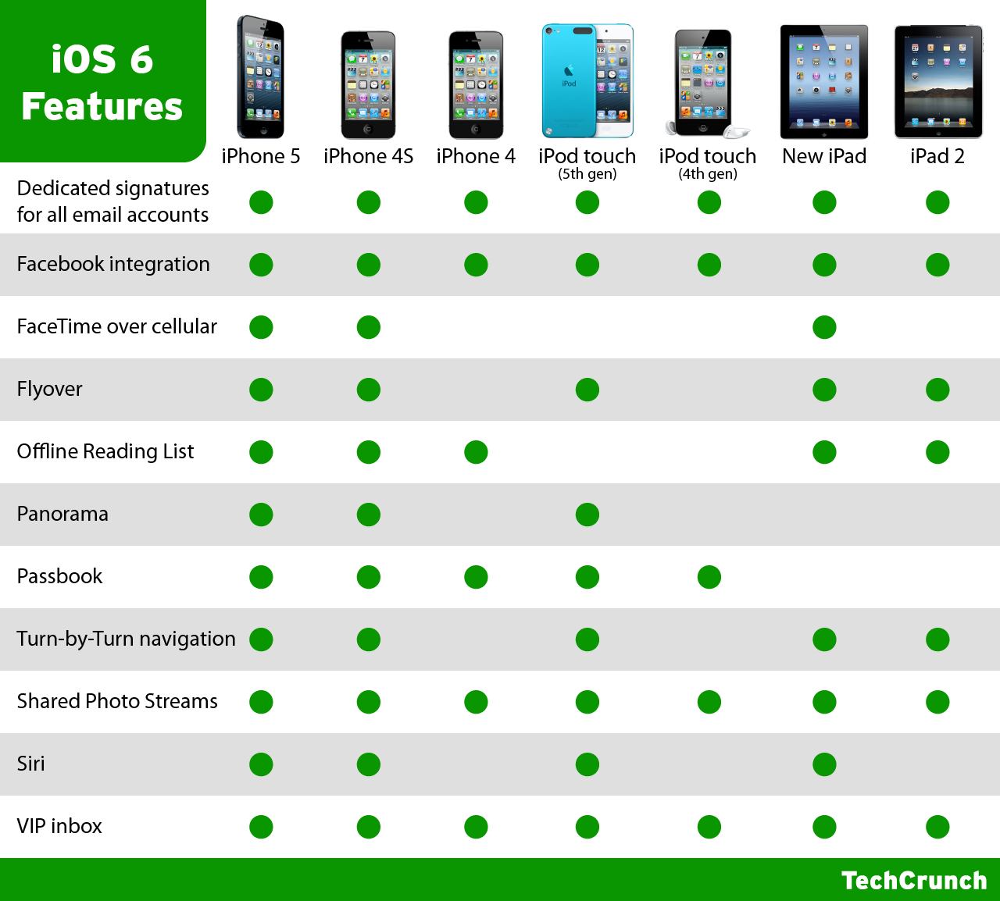 iOS 6
Features
iPhone 5
iPhone 4S
iPhone 4
iPod touch
(5th gen)
iPod touch
(4th gen)
New iPad
iPad 2
iPod
Dedicated signatures
for all email accounts
Facebook integration
FaceTime over cellular
Flyover
Offline Reading List
Panorama
Passbook
Turn-by-Turn navigation
Shared Photo Streams
Siri
VIP inbox
TechCrunch